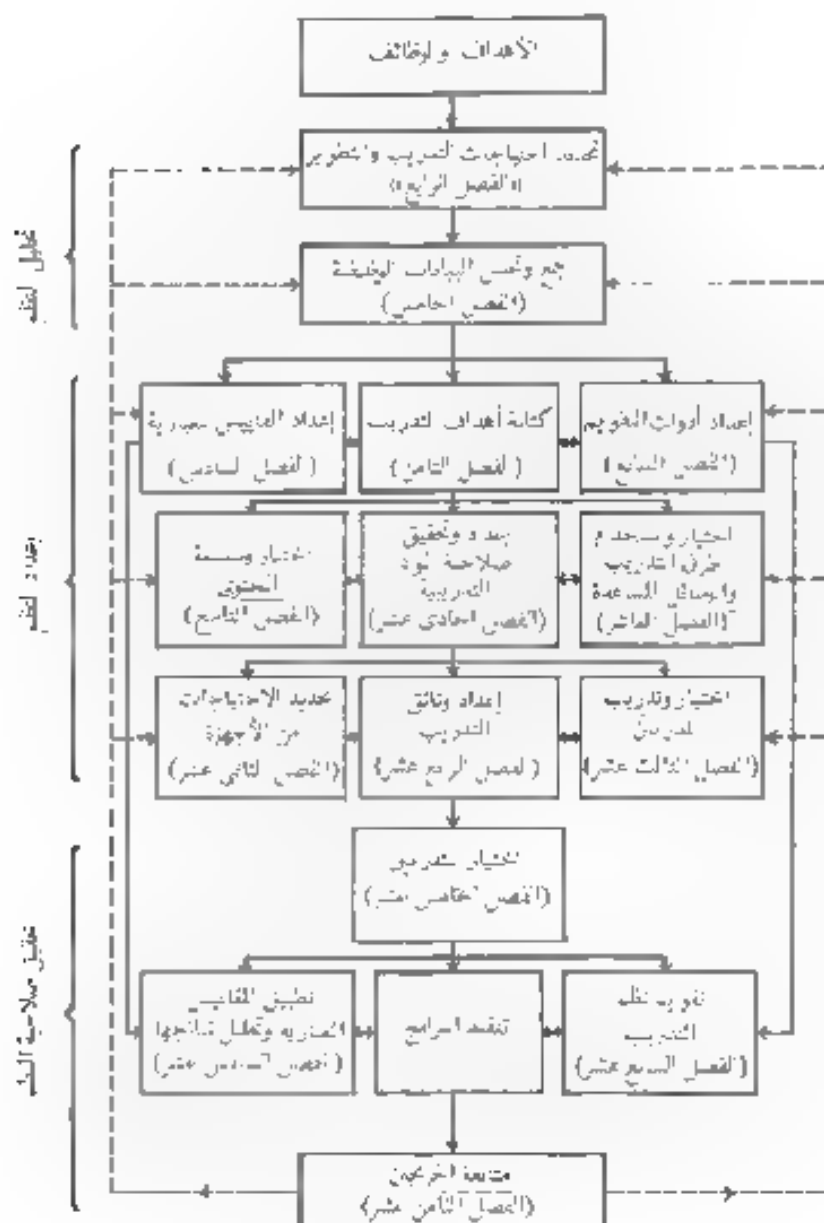 الأهداف والوظائف
تحديد احتياجات التدريب والتطوير
(الفصل الرابع)
جمع وتحليل البيانات الوظيفية
(الفصل الخامس)
تحليل النظم
إعداد أدوات التقويم
(الفصل السابع)
كتابة أهداف التدريب
(الفصل الثامن)
إعداد المقاييس المعيارية
(الفصل السادس)
اختيار واستخدام
طرق التدريب
والوسائل المساعدة
(الفصل العاشر)
إعداد وتحقيق
صلاحية المواد
التدريبية
(الفصل الحادي عشر)
اختيار وسلسلة
المحتوى
(الفصل التاسع)
إعداد النظم
اختيار وتدريب
المدربين
(الفصل الثالث عشر)
إعداد وثائق
التدريب
(الفصل الرابع عشر)
تحديد الاحتياجات
من الأجهزة
(الفصل الثاني عشر)
اختيار المتدربين
(الفصل الخامس عشر)
تقويم نظم
التدريب
(الفصل السابع عشر)
تنفيذ البرامج
تطبيق المقاييس
المعيارية وتحليل نتائجها
(الفصل السادس عشر)
تحقيق صلاحية النظم
متابعة الخريجين
(الفصل الثامن عشر)